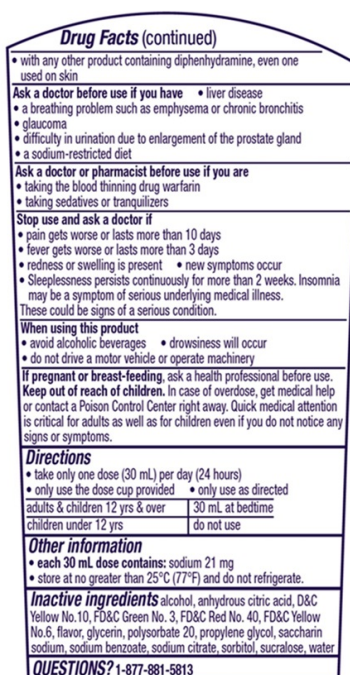 Drug Facts (continued)
• with any other product containing diphenhydramine, even one
used on skin
Ask a doctor before use if you have • liver disease
• a breathing problem such as emphysema or chronic bronchitis
• glaucoma
• difficulty in urination due to enlargement of the prostate gland
• a sodium-restricted diet
Ask a doctor or pharmacist before use if you are
• taking the blood thinning drug warfarin
• taking sedatives or tranquilizers
Stop use and ask a doctor if
• pain gets worse or lasts more than 10 days
• fever gets worse or lasts more than 3 days
• redness or swelling is present • new symptoms occur
• Sleeplessness persists continuously for more than 2 weeks. Insomnia
may be a symptom of serious underlying medical illness.
These could be signs of a serious condition.
When using this product
• avoid alcoholic beverages • drowsiness will occur
• do not drive a motor vehicle or operate machinery
If pregnant or breast-feeding, ask a health professional before use.
Keep out of reach of children. In case of overdose, get medical help
or contact a Poison Control Center right away. Quick medical attention
is critical for adults as well as for children even if you do not notice any
signs or symptoms.
Directions
• take only one dose (30 mL) per day (24 hours)
• only use the dose cup provided • only use as directed
adults & children 12 yrs & over 30 mL at bedtime
children under 12 yrs do not use
Other information
• each 30 mL dose contains: sodium 21 mg
• store at no greater than 25°C (77°F) and do not refrigerate.
Inactive ingredients alcohol, anhydrous citric acid, D&C
Yellow No.10, FD&C Green No. 3, FD&C Red No. 40, FD&C Yellow
No.6, flavor, glycerin, polysorbate 20, propylene glycol, saccharin
sodium, sodium benzoate, sodium citrate, sorbitol, sucralose, water
QUESTIONS? 1-877-881-5813